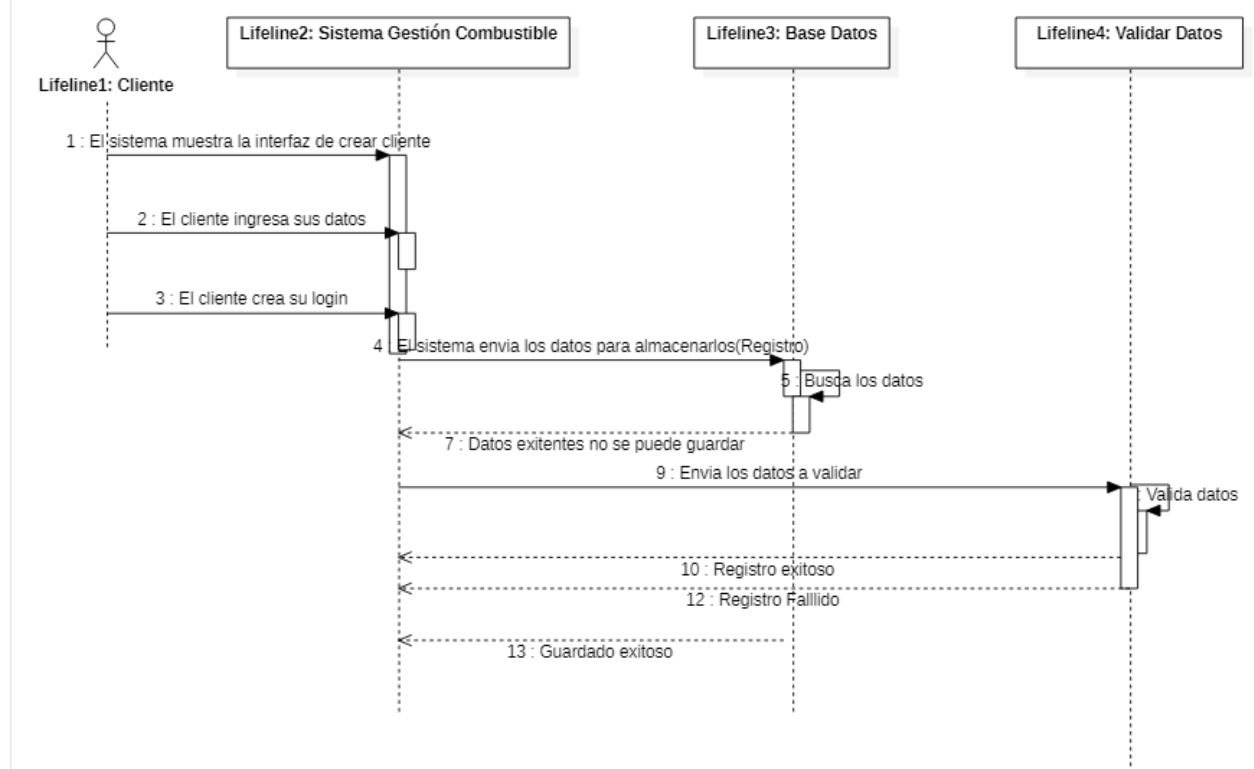 Lifeline2: Sistema Gestión Combustible
Lifeline3: Base Datos
Lifeline4: Validar Datos
Lifeline1: Cliente
1 : El sistema muestra la interfaz de crear cliente
2 : El cliente ingresa sus datos
3 : El cliente crea su login
4 : El sistema envia los datos para almacenarlos(Registro)
5 : Busca los datos
7 : Datos exitentes no se puede guardar
9 : Envia los datos a validar
: Valida datos
10 : Registro exitoso
12 : Registro Falllido
13 : Guardado exitoso